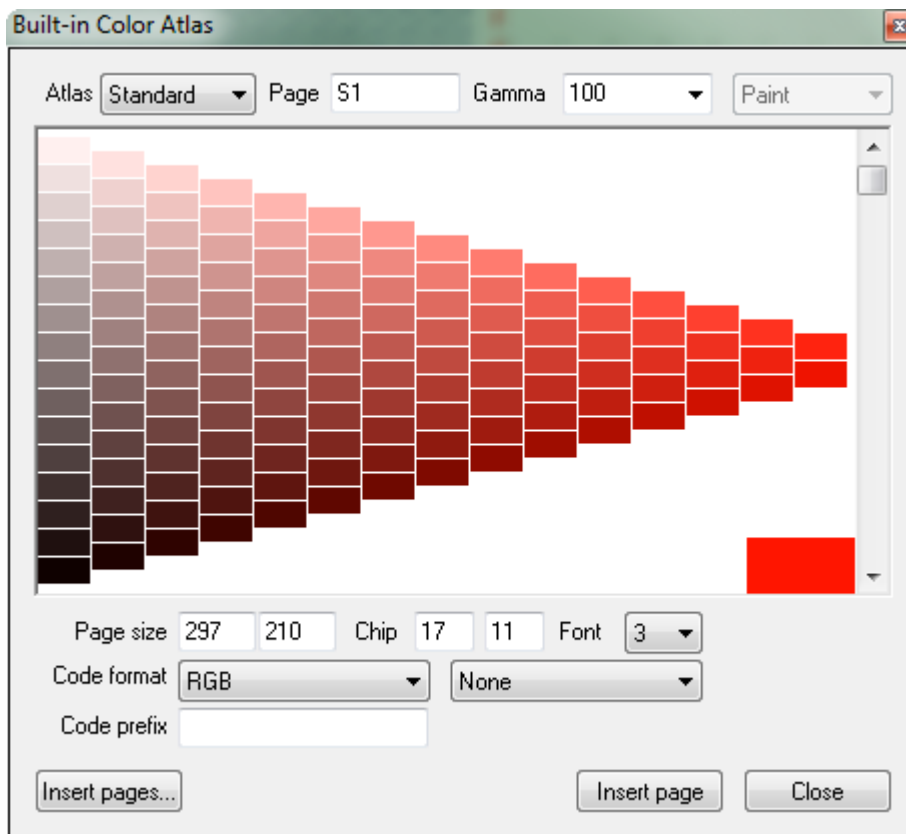 Built-in Color Atlas
Atlas Standard Page S1 Gamma 100 Paint
Page size 297 210 Chip 17 11 Font 3
Code format RGB None
Code prefix
Insert pages... Insert page Close